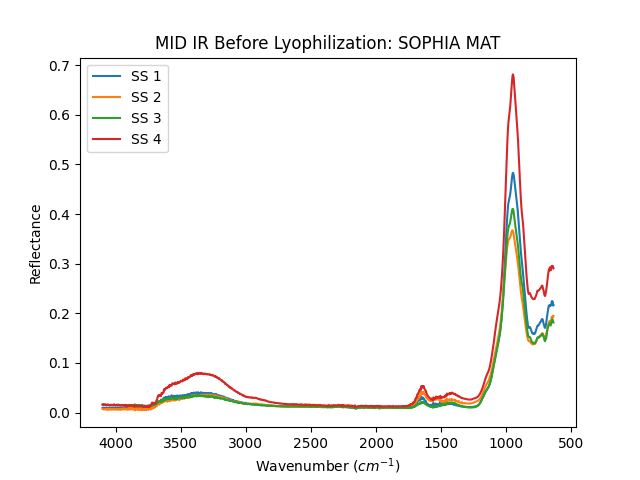 MID IR Before Lyophilization: SOPHIA MAT
SS 1
SS 2
SS 3
SS 4
Reflectance
0.7
0.6
0.5
0.4
0.3
0.2
0.1
0.0
4000 3500 3000 2500 2000 1500 1000 500
Wavenumber (cm⁻¹)